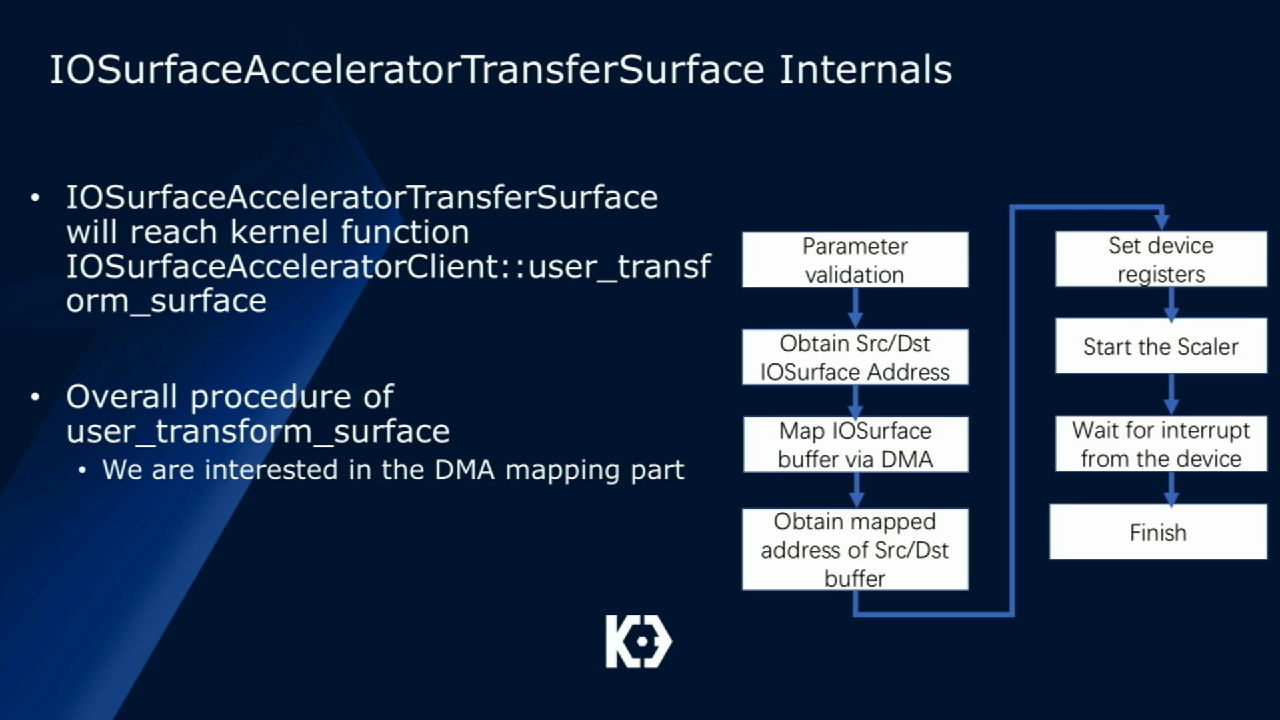 IOSurfaceAcceleratorTransferSurface Internals
• IOSurfaceAcceleratorTransferSurface
will reach kernel function
IOSurfaceAcceleratorClient::user_transf
orm_surface
• Overall procedure of
user_transform_surface
• We are interested in the DMA mapping part
Parameter
validation
Obtain Src/Dst
IOSurface Address
Map IOSurface
buffer via DMA
Obtain mapped
address of Src/Dst
buffer
Set device
registers
Start the Scaler
Wait for interrupt
from the device
Finish